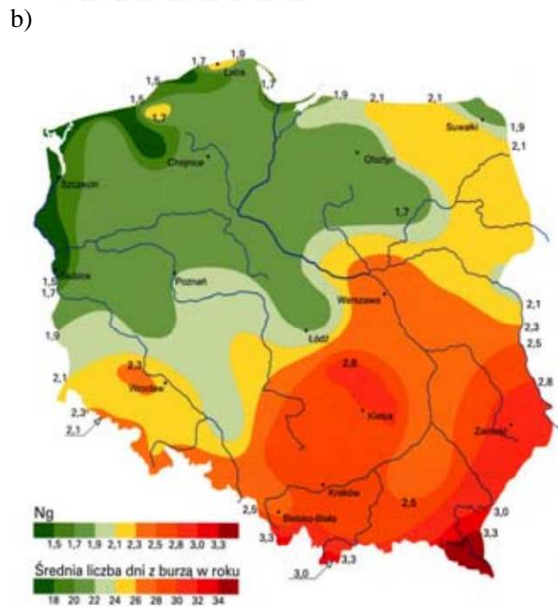 b)
1,7
1,9
Łeba
1,5
1,5
1,7
1,7
1,9
2,1
2,1
Suwałki
1,9
2,1
Chojnice
Olsztyn
Szczecin
1,7
1,5
1,7
Poznań
Warszawa
2,1
2,3
2,5
1,9
Łódź
2,1
2,3
Wrocław
2,8
2,8
2,3
2,1
Kielce
Zamość
Kraków
2,5
2,5
Bielsko-Biała
3,0
3,3
3,3
3,3
3,0
Ng
1,5 1,7 1,9 2,1 2,3 2,5 2,8 3,0 3,3
Średnia liczba dni z burzą w roku
18 20 22 24 26 28 30 32 34